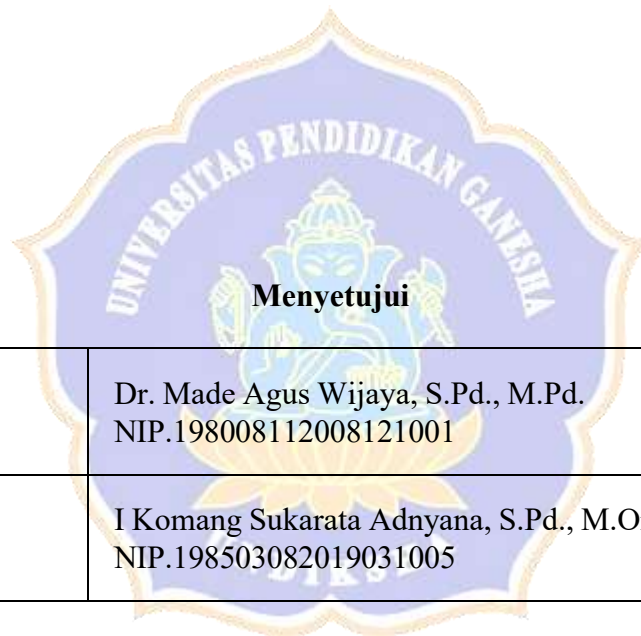 UNIVERSITAS PENDIDIKAN GANESHA
Menyetujui
Dr. Made Agus Wijaya, S.Pd., M.Pd.
NIP.198008112008121001
I Komang Sukarata Adnyana, S.Pd., M.O
NIP.198503082019031005